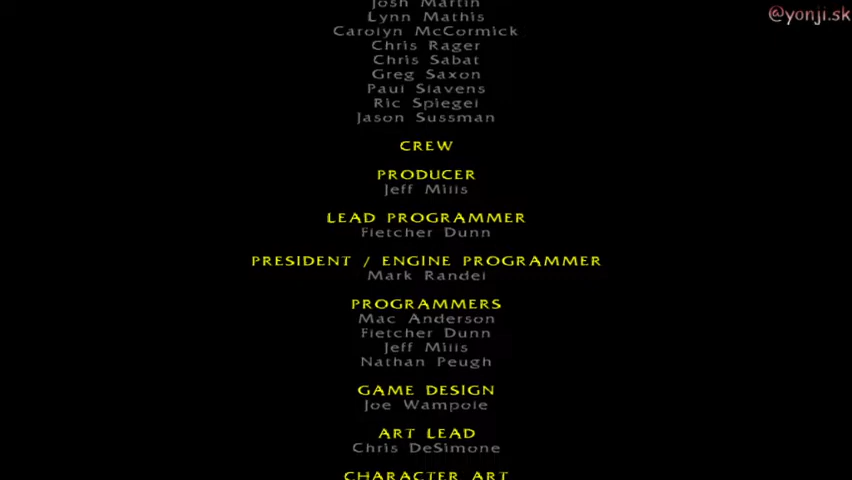 Josh Martin
@yonji.sk
Lynn Mathis
Carolyn McCormick
Chris Rager
Chris Sabat
Greg Saxon
Paul Slavens
Ric Spiegel
Jason Sussman
CREW
PRODUCER
Jeff Mills
LEAD PROGRAMMER
Fletcher Dunn
PRESIDENT / ENGINE PROGRAMMER
Mark Randel
PROGRAMMERS
Mac Anderson
Fletcher Dunn
Jeff Mills
Nathan Peugh
GAME DESIGN
Joe Wampole
ART LEAD
Chris DeSimone
CHARACTER ART